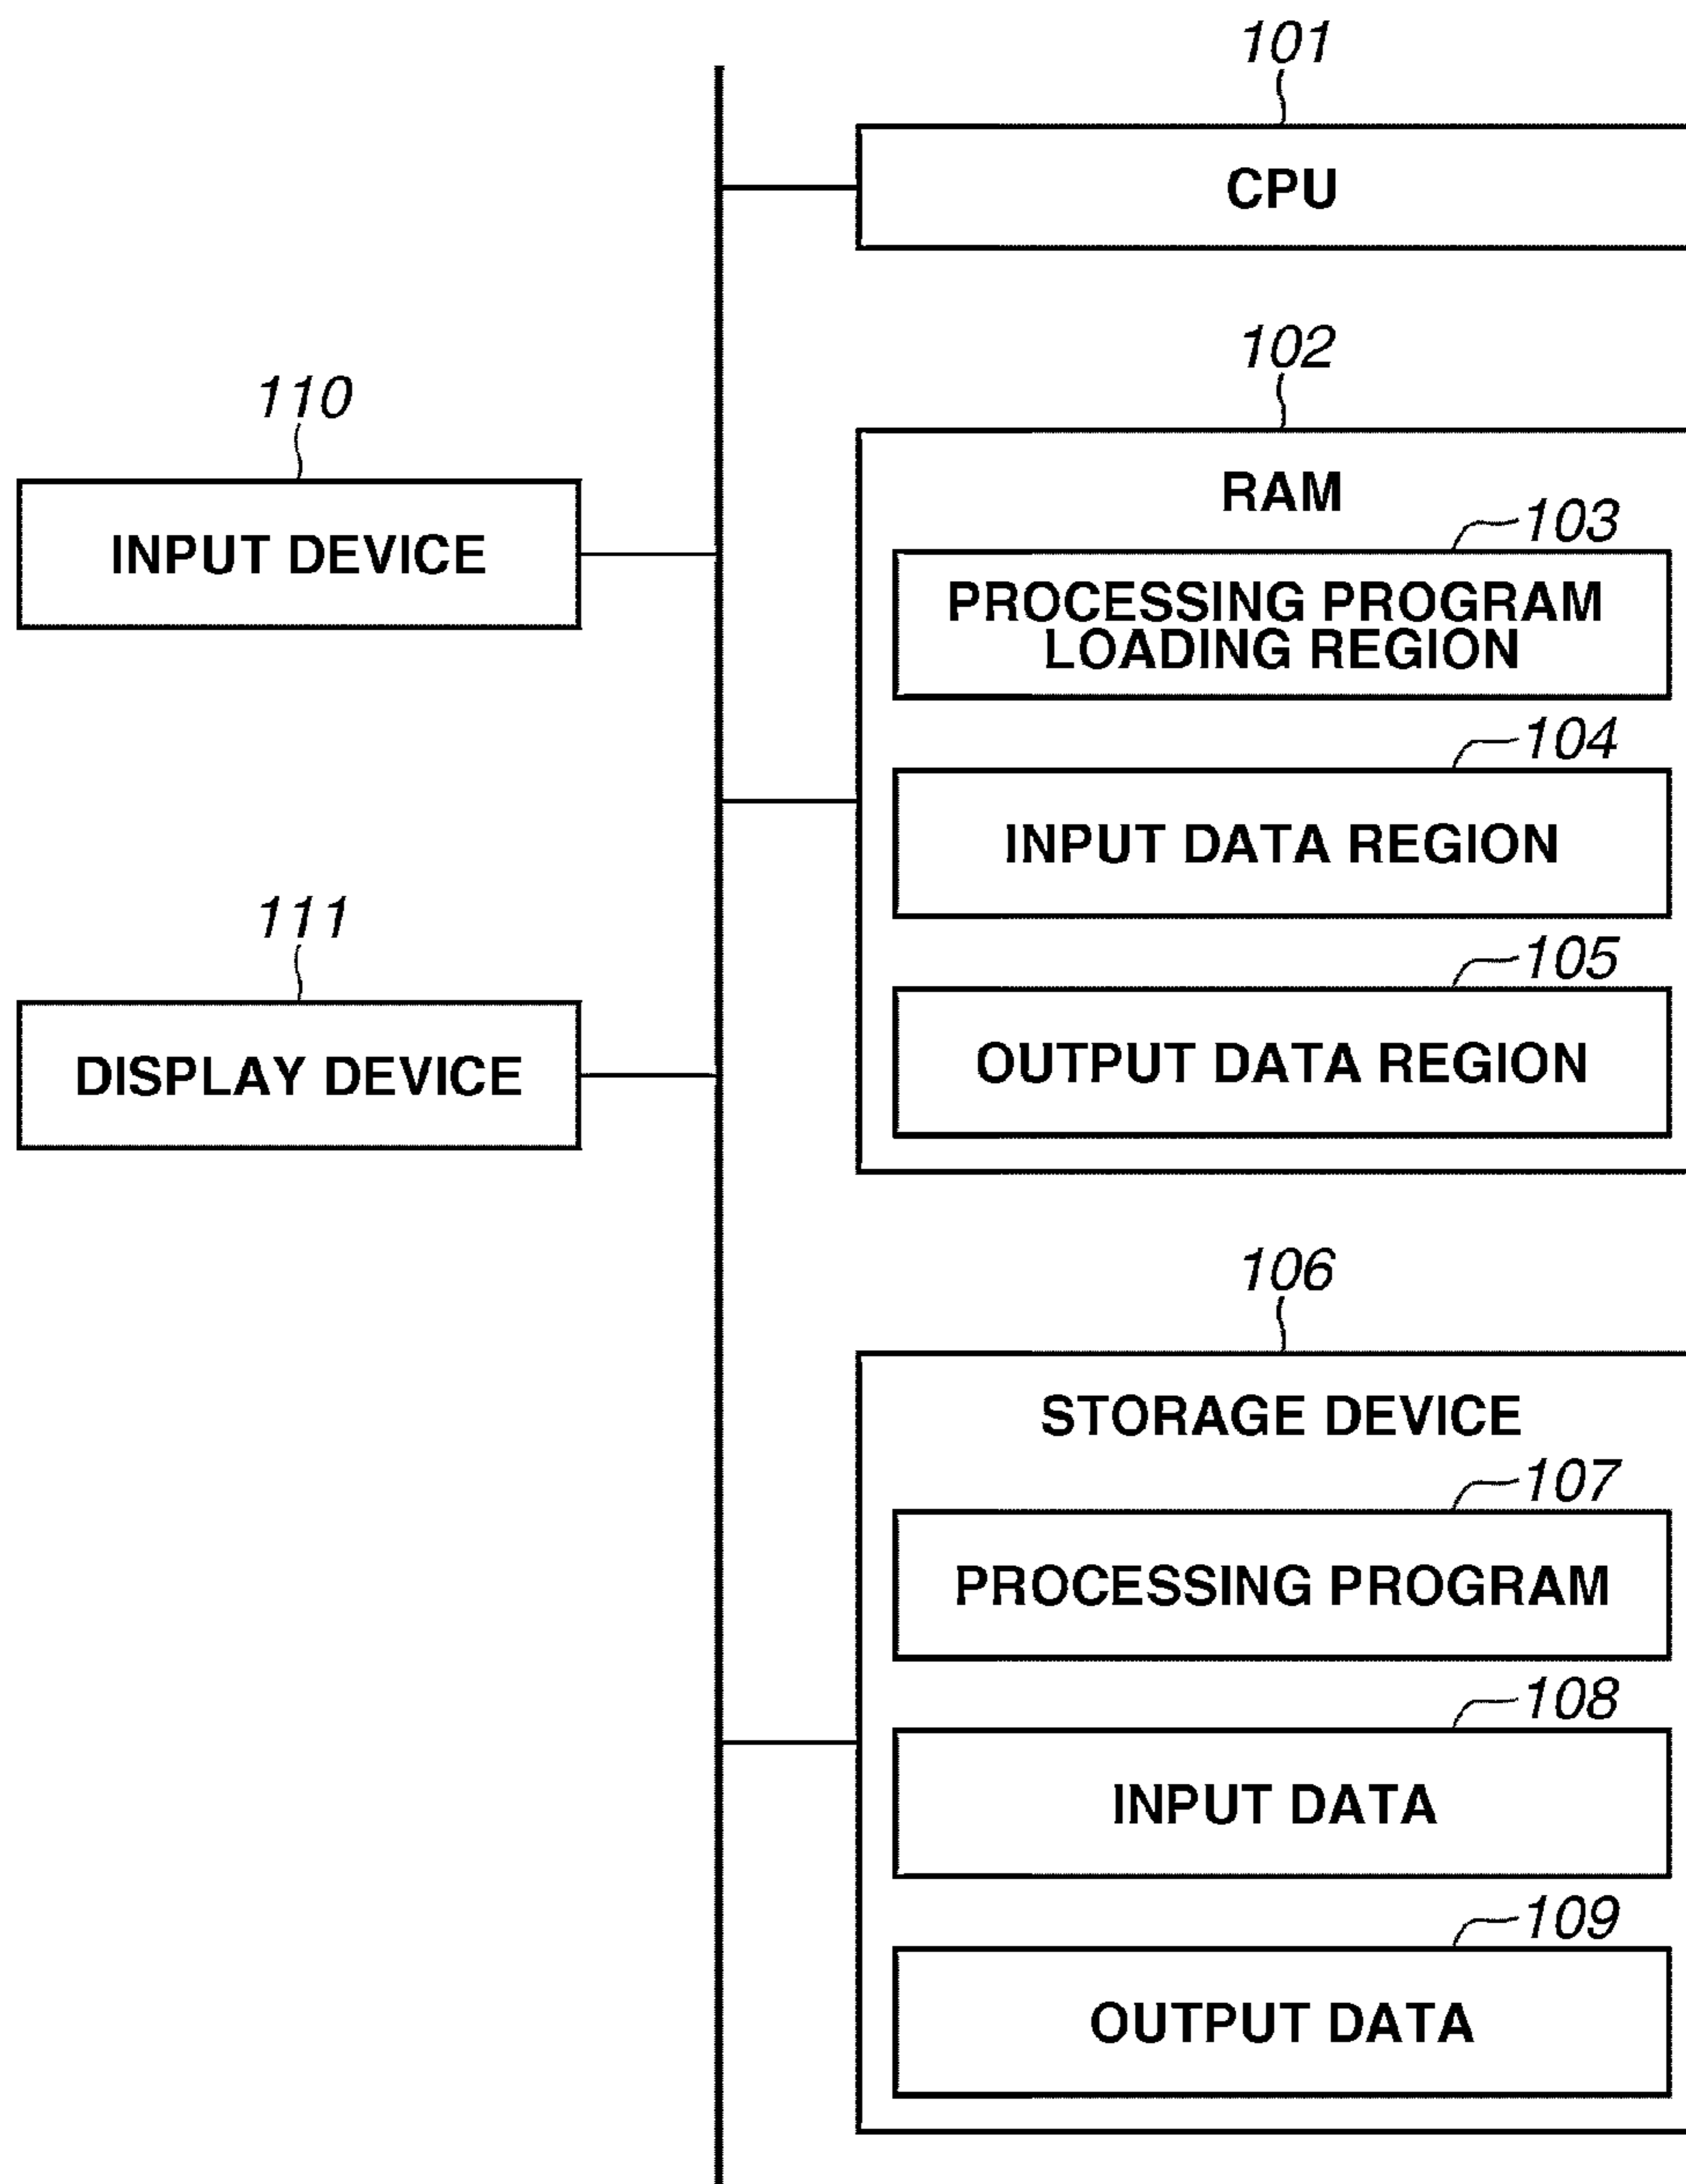 101
CPU
102
RAM
103
PROCESSING PROGRAM
LOADING REGION
104
INPUT DATA REGION
105
OUTPUT DATA REGION
110
INPUT DEVICE
111
DISPLAY DEVICE
106
STORAGE DEVICE
107
PROCESSING PROGRAM
108
INPUT DATA
109
OUTPUT DATA